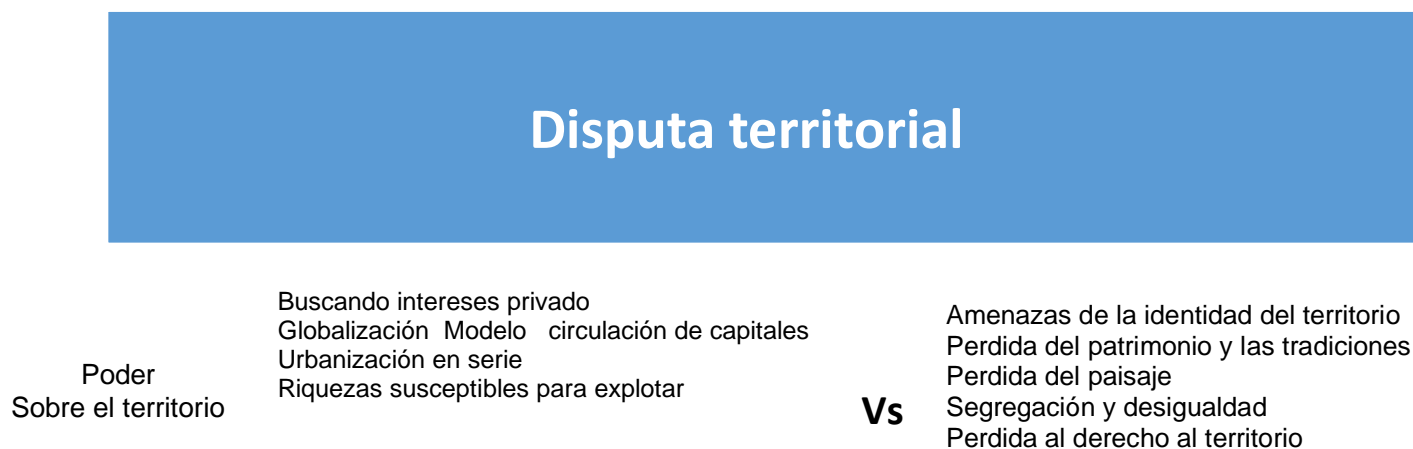 Disputa territorial
Poder
Sobre el territorio
Buscando intereses privado
Globalización Modelo circulación de capitales
Urbanización en serie
Riquezas susceptibles para explotar
Vs
Amenazas de la identidad del territorio
Perdida del patrimonio y las tradiciones
Perdida del paisaje
Segregación y desigualdad
Perdida al derecho al territorio